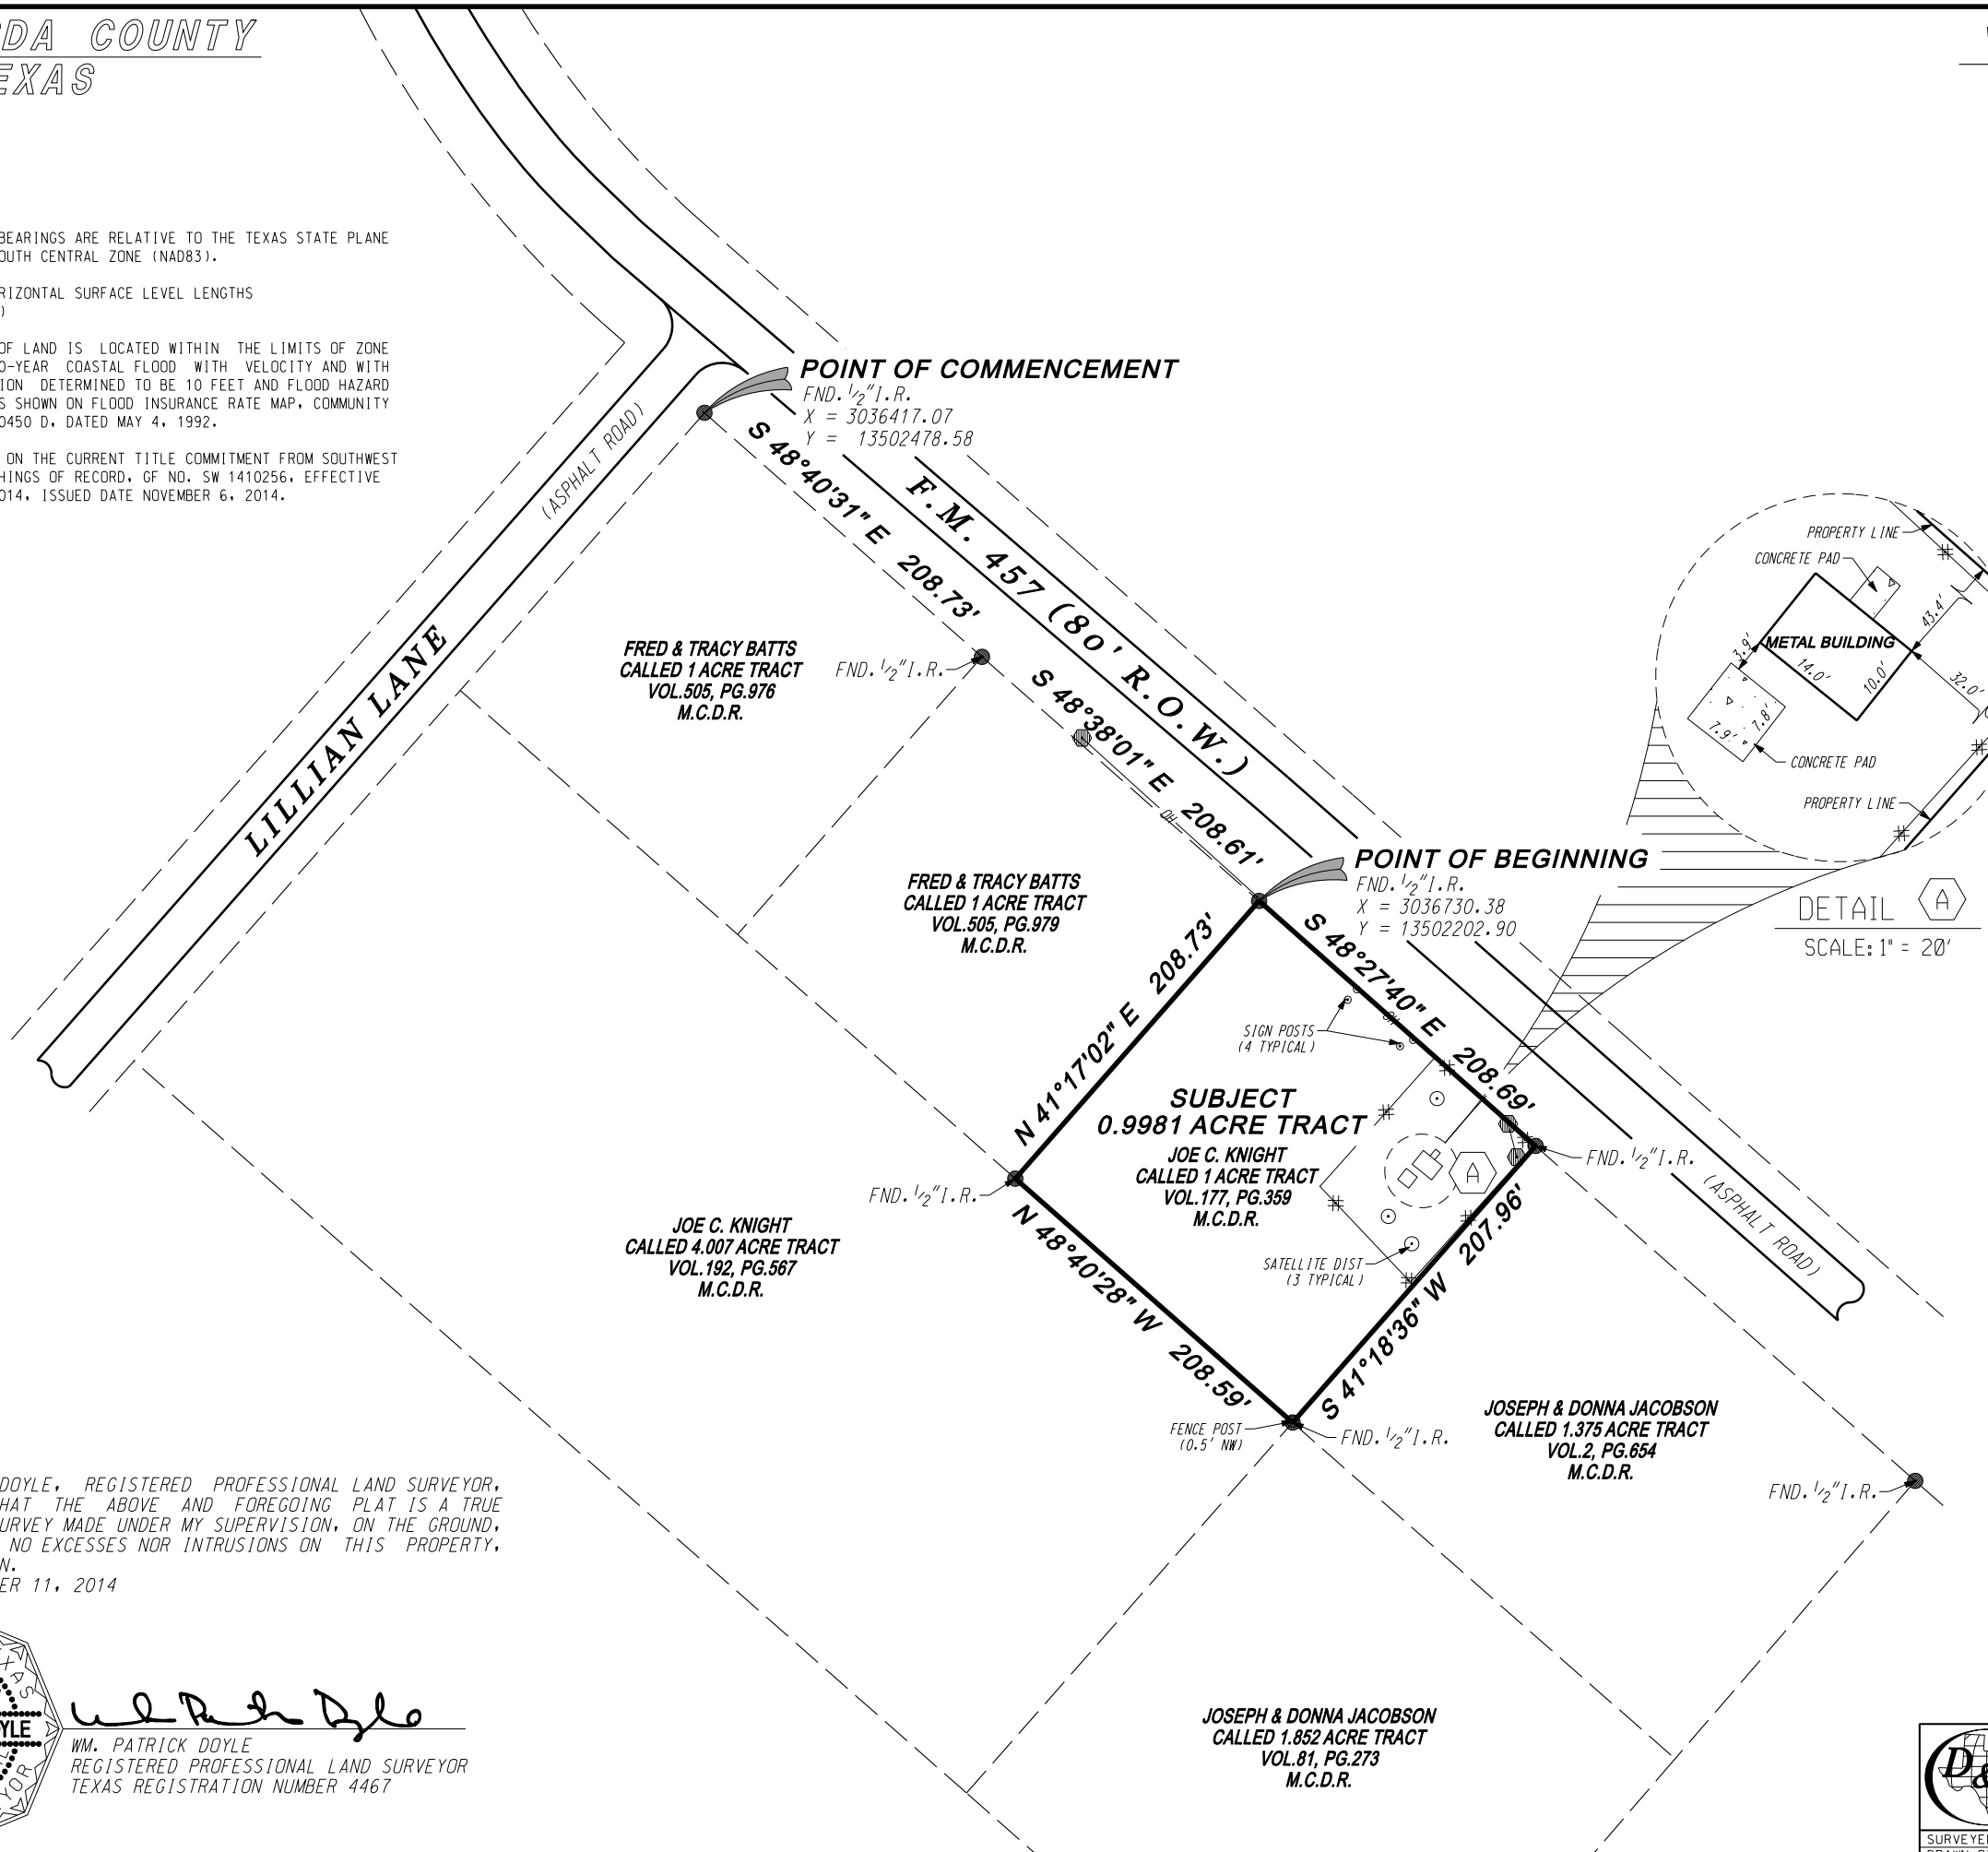 RDA COUNTY
EXAS
BEARINGS ARE RELATIVE TO THE TEXAS STATE PLANE
OUTH CENTRAL ZONE (NAD83).
RIZONTAL SURFACE LEVEL LENGTHS
)
OF LAND IS LOCATED WITHIN THE LIMITS OF ZONE
0-YEAR COASTAL FLOOD WITH VELOCITY AND WITH
ION DETERMINED TO BE 10 FEET AND FLOOD HAZARD
S SHOWN ON FLOOD INSURANCE RATE MAP, COMMUNITY
0450 D, DATED MAY 4, 1992.
ON THE CURRENT TITLE COMMITMENT FROM SOUTHWEST
HINGS OF RECORD, GF NO. SW 1410256, EFFECTIVE
014, ISSUED DATE NOVEMBER 6, 2014.
POINT OF COMMENCEMENT
FND. 1/2" I.R.
X = 3036417.07
Y = 13502478.58
S 48°40'31" E 208.73'
F.M. 457 (80' R.O.W.)
(ASPHALT ROAD)
LILLIAN LANE
FRED & TRACY BATTS
CALLED 1 ACRE TRACT
VOL.505, PG.976
M.C.D.R.
FND. 1/2" I.R.
S 48°38'01" E 208.61'
OH
PROPERTY LINE
CONCRETE PAD
METAL BUILDING
43.4'
3.9'
14.0'
10.0'
32.0'
7.9'
7.8'
CONCRETE PAD
PROPERTY LINE
DETAIL A
SCALE: 1" = 20'
POINT OF BEGINNING
FND. 1/2" I.R.
X = 3036730.38
Y = 13502202.90
FRED & TRACY BATTS
CALLED 1 ACRE TRACT
VOL.505, PG.979
M.C.D.R.
N 41°17'02" E 208.73'
S 48°27'40" E 208.69'
OH
SIGN POSTS
(4 TYPICAL)
SUBJECT
0.9981 ACRE TRACT
JOE C. KNIGHT
CALLED 1 ACRE TRACT
VOL.177, PG.359
M.C.D.R.
A
FND. 1/2" I.R.
(ASPHALT ROAD)
FND. 1/2" I.R.
JOE C. KNIGHT
CALLED 4.007 ACRE TRACT
VOL.192, PG.567
M.C.D.R.
SATELLITE DIST
(3 TYPICAL)
N 48°40'28" W 208.59'
S 41°18'36" W 207.96'
FENCE POST
(0.5' NW)
FND. 1/2" I.R.
JOSEPH & DONNA JACOBSON
CALLED 1.375 ACRE TRACT
VOL.2, PG.654
M.C.D.R.
FND. 1/2" I.R.
DOYLE, REGISTERED PROFESSIONAL LAND SURVEYOR,
HAT THE ABOVE AND FOREGOING PLAT IS A TRUE
URVEY MADE UNDER MY SUPERVISION, ON THE GROUND,
NO EXCESSES NOR INTRUSIONS ON THIS PROPERTY,
N.
ER 11, 2014
YLE
WM. PATRICK DOYLE
REGISTERED PROFESSIONAL LAND SURVEYOR
TEXAS REGISTRATION NUMBER 4467
JOSEPH & DONNA JACOBSON
CALLED 1.852 ACRE TRACT
VOL.81, PG.273
M.C.D.R.
D&
SURVEYE